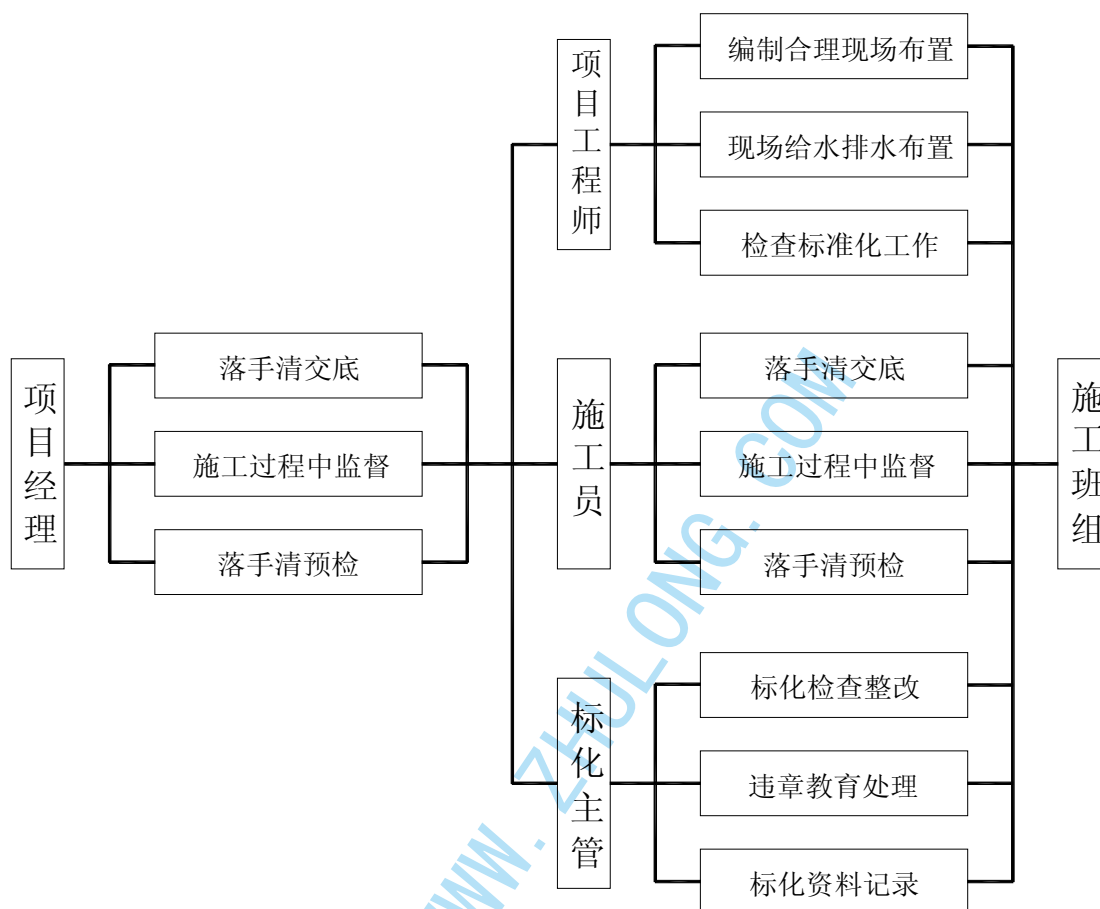 项目经理
落手清交底
施工过程中监督
落手清预检
项目工程师
编制合理现场布置
现场给水排水布置
检查标准化工作
施工员
落手清交底
施工过程中监督
落手清预检
标化主管
标化检查整改
违章教育处理
标化资料记录
施工班组
WWW.ZHULONG.COM